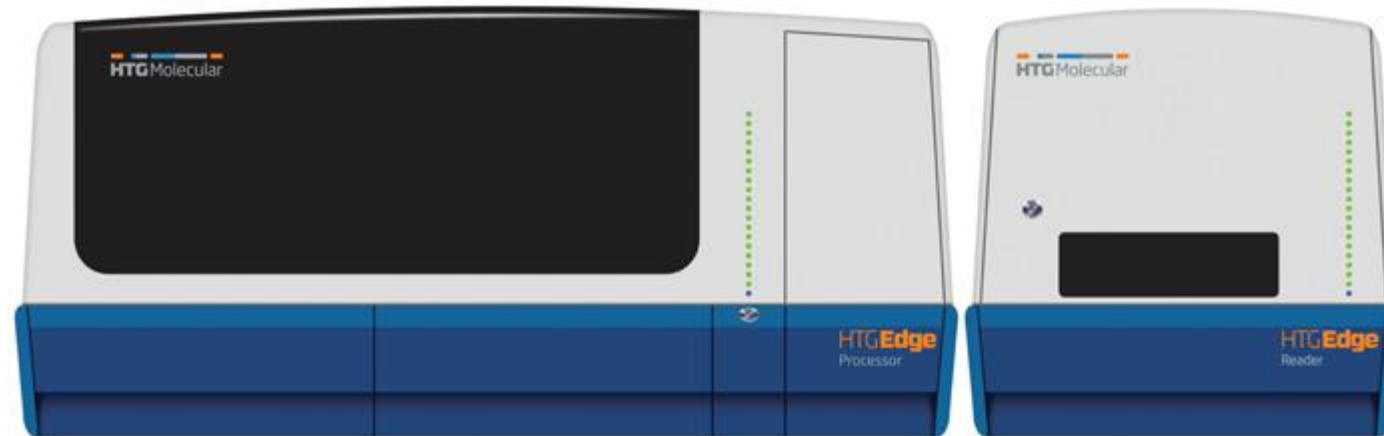 HTGMolecular
HTGEdge
Processor
HTGMolecular
HTGEdge
Reader